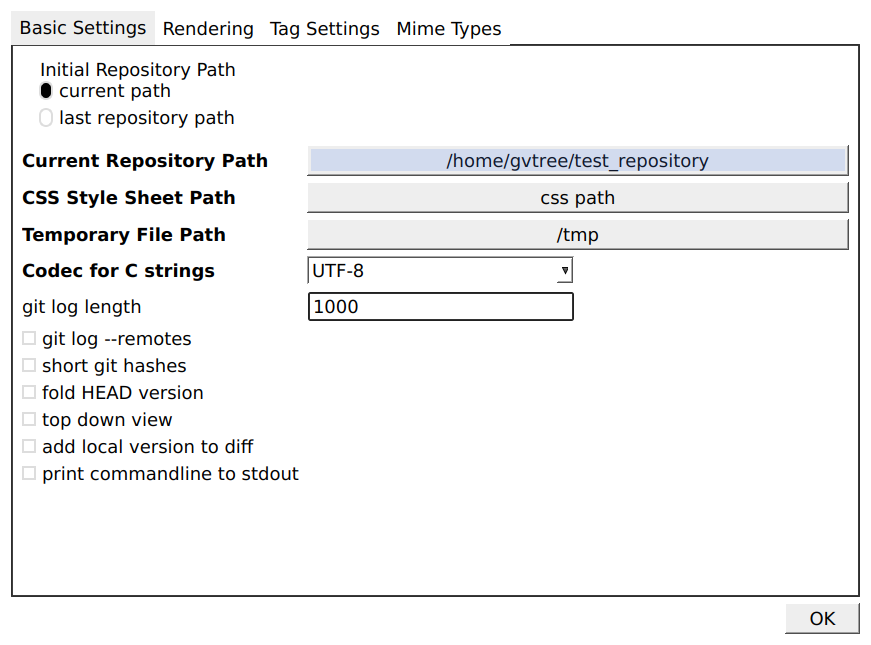 Basic Settings Rendering Tag Settings Mime Types
Initial Repository Path
current path
last repository path
Current Repository Path /home/gvtree/test_repository
CSS Style Sheet Path css path
Temporary File Path /tmp
Codec for C strings UTF-8
git log length 1000
git log --remotes
short git hashes
fold HEAD version
top down view
add local version to diff
print commandline to stdout
OK